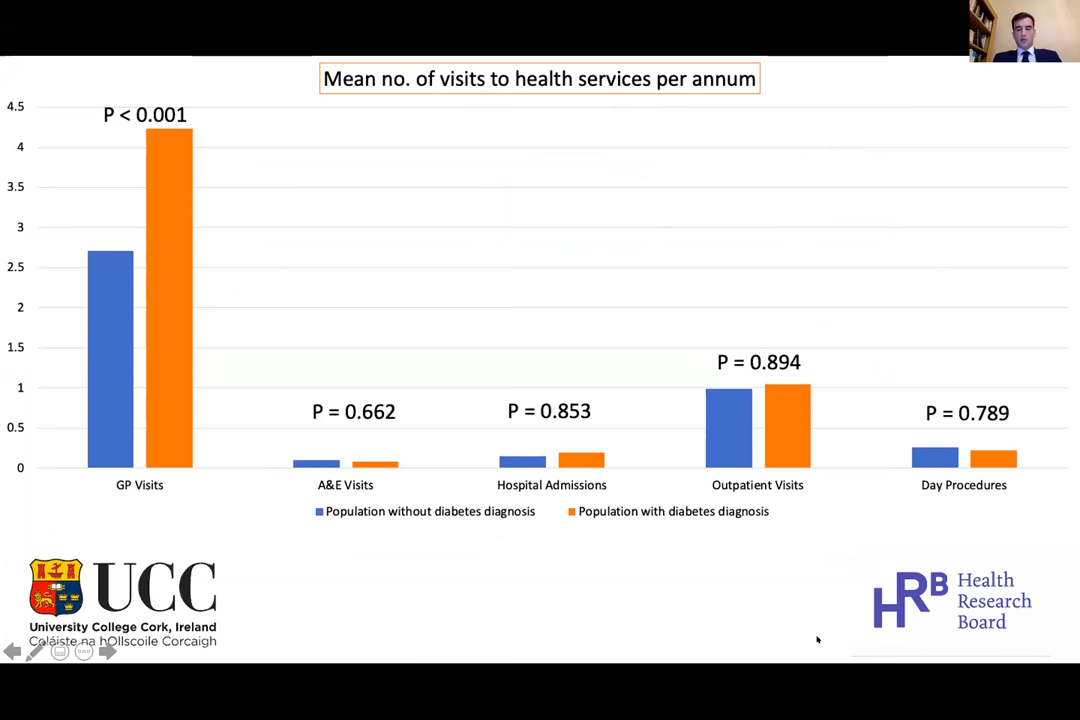 Mean no. of visits to health services per annum
4.5
4
3.5
3
2.5
2
1.5
1
0.5
0
P < 0.001
P = 0.662
P = 0.853
P = 0.894
P = 0.789
GP Visits
A&E Visits
Hospital Admissions
Outpatient Visits
Day Procedures
Population without diabetes diagnosis
Population with diabetes diagnosis
UCC
University College Cork, Ireland
Coláiste na hOllscoile Corcaigh
HRB
Health
Research
Board